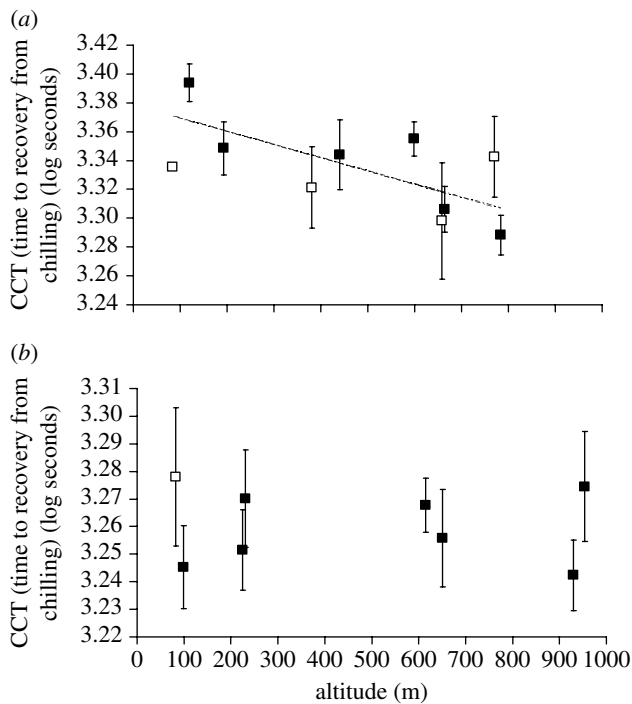 (a)
3.42
3.40
3.38
3.36
3.34
3.32
3.30
3.28
3.26
3.24
CCT (time to recovery from
chilling) (log seconds)
(b)
3.31
3.30
3.29
3.28
3.27
3.26
3.25
3.24
3.23
3.22
CCT (time to recovery from
chilling) (log seconds)
0 100 200 300 400 500 600 700 800 900 1000
altitude (m)